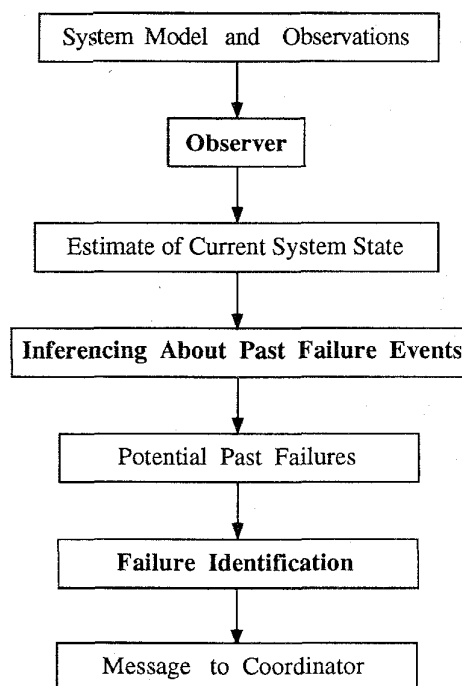 System Model and Observations
Observer
Estimate of Current System State
Inferencing About Past Failure Events
Potential Past Failures
Failure Identification
Message to Coordinator